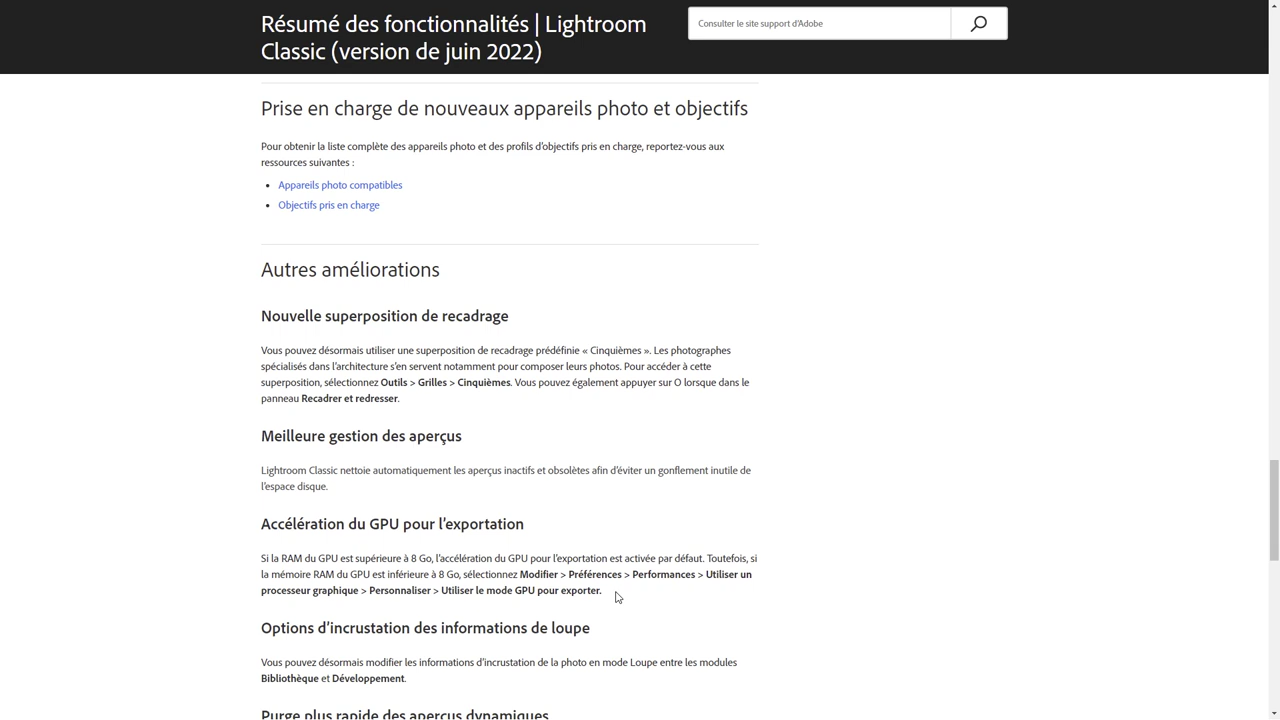 Résumé des fonctionnalités | Lightroom
Classic (version de juin 2022)
Consulter le site support d'Adobe
Prise en charge de nouveaux appareils photo et objectifs
Pour obtenir la liste complète des appareils photo et des profils d'objectifs pris en charge, reportez-vous aux
ressources suivantes :
• Appareils photo compatibles
• Objectifs pris en charge
Autres améliorations
Nouvelle superposition de recadrage
Vous pouvez désormais utiliser une superposition de recadrage prédéfinie « Cinquièmes ». Les photographes
spécialisés dans l'architecture s'en servent notamment pour composer leurs photos. Pour accéder à cette
superposition, sélectionnez Outils > Grilles > Cinquièmes. Vous pouvez également appuyer sur O lorsque dans le
panneau Recadrer et redresser.
Meilleure gestion des aperçus
Lightroom Classic nettoie automatiquement les aperçus inactifs et obsolètes afin d'éviter un gonflement inutile de
l'espace disque.
Accélération du GPU pour l'exportation
Si la RAM du GPU est supérieure à 8 Go, l'accélération du GPU pour l'exportation est activée par défaut. Toutefois, si
la mémoire RAM du GPU est inférieure à 8 Go, sélectionnez Modifier > Préférences > Performances > Utiliser un
processeur graphique > Personnaliser > Utiliser le mode GPU pour exporter.
Options d'incrustation des informations de loupe
Vous pouvez désormais modifier les informations d'incrustation de la photo en mode Loupe entre les modules
Bibliothèque et Développement.
Purge plus rapide des aperçus dynamiques